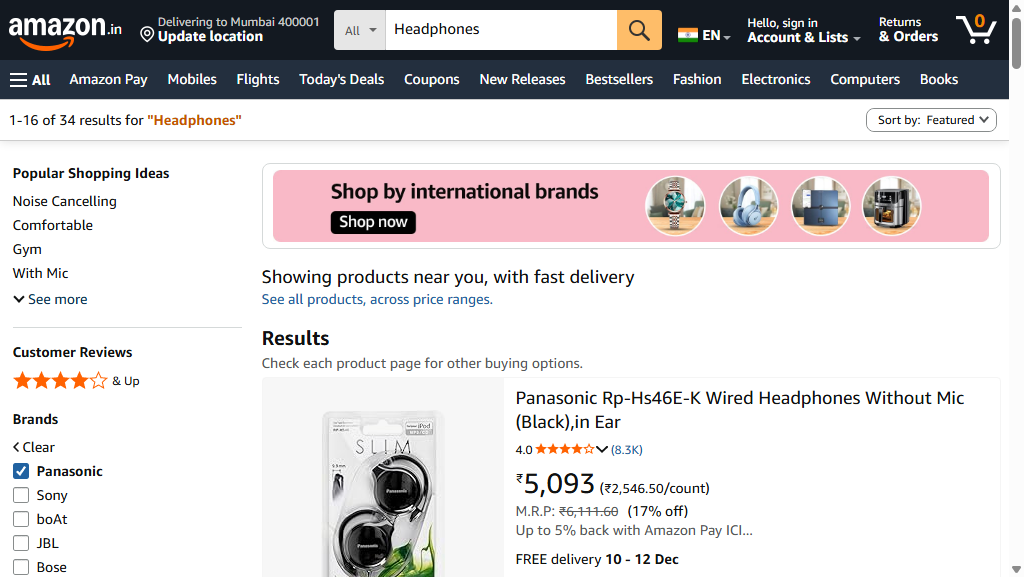 amazon.in
Delivering to Mumbai 400001
Update location
All
Headphones
EN
Hello, sign in
Account & Lists
Returns
& Orders
0
All
Amazon Pay
Mobiles
Flights
Today's Deals
Coupons
New Releases
Bestsellers
Fashion
Electronics
Computers
Books
1-16 of 34 results for "Headphones"
Sort by: Featured
Popular Shopping Ideas
Noise Cancelling
Comfortable
Gym
With Mic
See more
Customer Reviews
& Up
Brands
Clear
Panasonic
Sony
boAt
JBL
Bose
Shop by international brands
Shop now
Showing products near you, with fast delivery
See all products, across price ranges.
Results
Check each product page for other buying options.
SLIM
Panasonic
Panasonic
Panasonic Rp-Hs46E-K Wired Headphones Without Mic
(Black),in Ear
4.0 (8.3K)
₹5,093 (₹2,546.50/count)
M.R.P: ₹6,111.60 (17% off)
Up to 5% back with Amazon Pay ICI...
FREE delivery 10 - 12 Dec